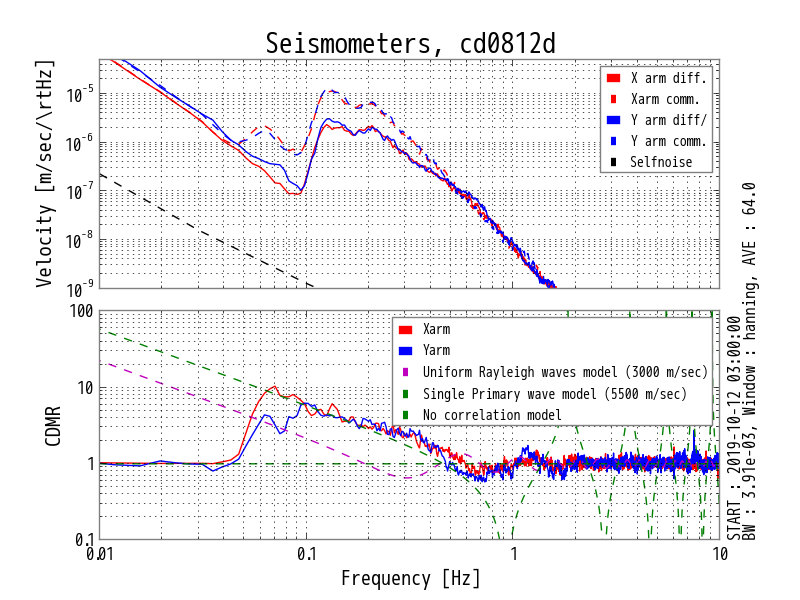 Seismometers, cd0812d
Velocity [m/sec/\rtHz]
10-5
10-6
10-7
10-8
10-9
X arm diff.
Xarm comm.
Y arm diff/
Y arm comm.
Selfnoise
CDMR
100
10
1
0.1
Xarm
Yarm
Uniform Rayleigh waves model (3000 m/sec)
Single Primary wave model (5500 m/sec)
No correlation model
0.01
0.1
1
10
Frequency [Hz]
START : 2019-10-12 03:00:00
BW : 3.91e-03, Window : hanning, AVE : 64.0